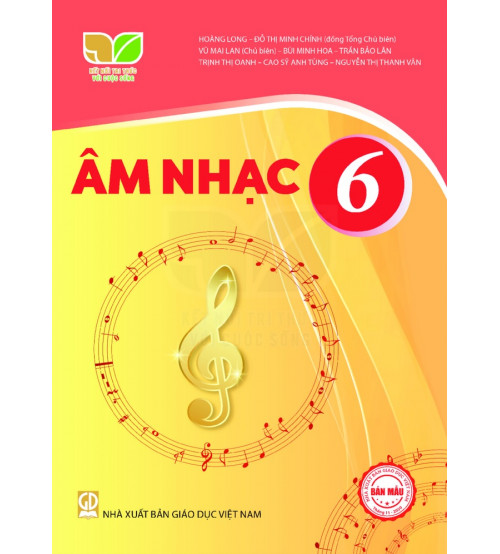 HOÀNG LONG – ĐỖ THỊ MINH CHÍNH (đồng Tổng Chủ biên)
VŨ MAI LAN (Chủ biên) – BÙI MINH HOA – TRẦN BẢO LÂN
TRỊNH THỊ OANH – CAO SỸ ANH TÙNG – NGUYỄN THỊ THANH VÂN
KẾT NỐI TRI THỨC
VỚI CUỘC SỐNG
ÂM NHẠC 6
NHÀ XUẤT BẢN GIÁO DỤC VIỆT NAM
BẢN MẪU